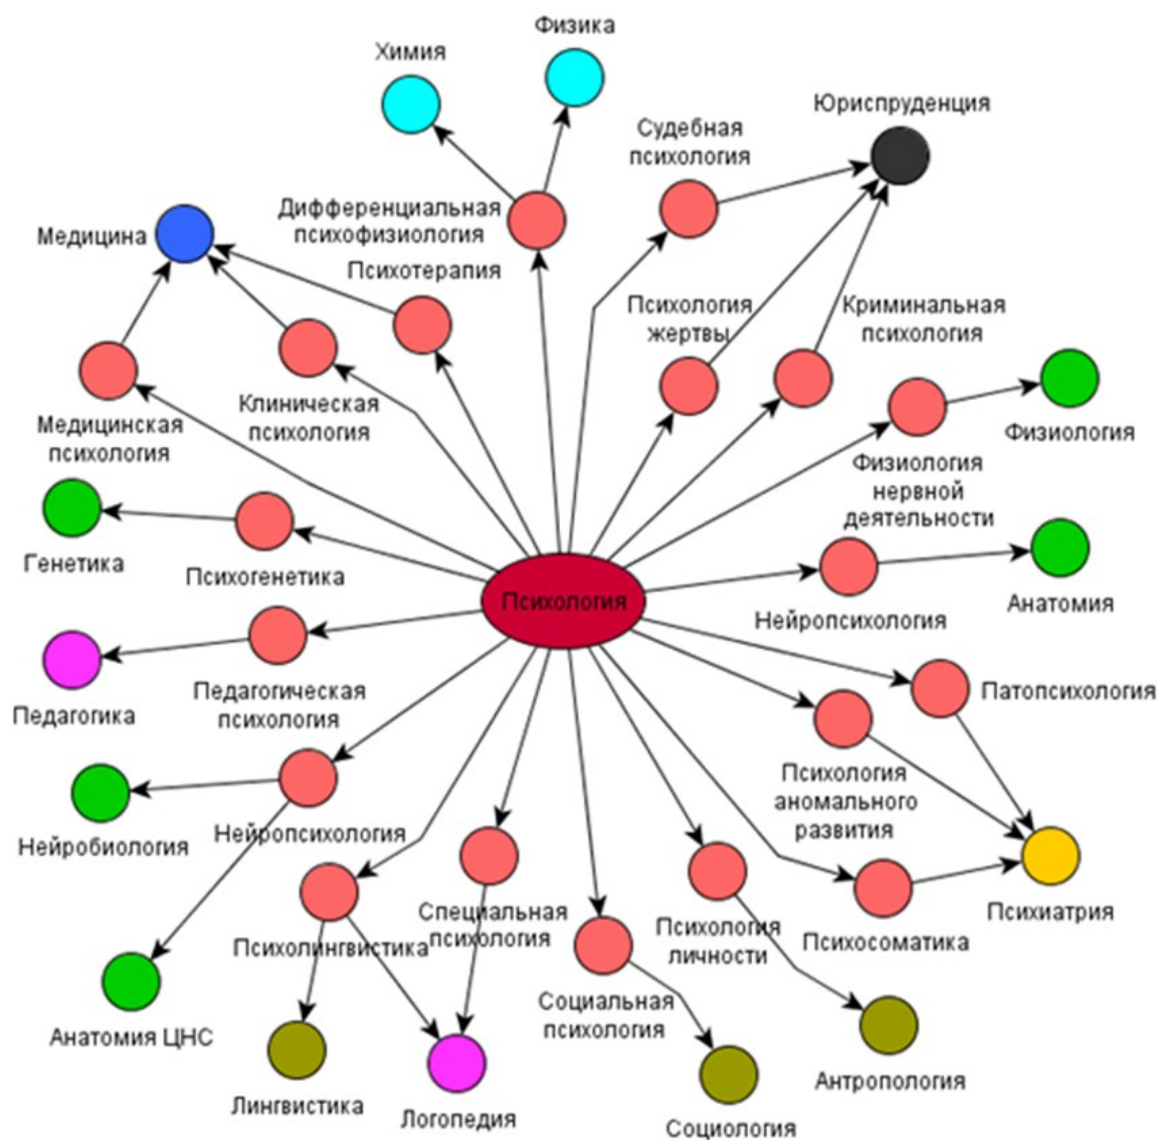 Физика
Химия
Юриспруденция
Судебная
психология
Дифференциальная
психофизиология
Медицина
Психотерапия
Психология
жертвы
Криминальная
психология
Клиническая
психология
Медицинская
психология
Физиология
Физиология
нервной
деятельности
Генетика
Психогенетика
Психология
Анатомия
Нейропсихология
Педагогика
Педагогическая
психология
Патопсихология
Психология
аномального
развития
Нейробиология
Нейропсихология
Психиатрия
Специальная
психология
Психолингвистика
Психология
личности
Психосоматика
Социальная
психология
Анатомия ЦНС
Антропология
Лингвистика
Логопедия
Социология